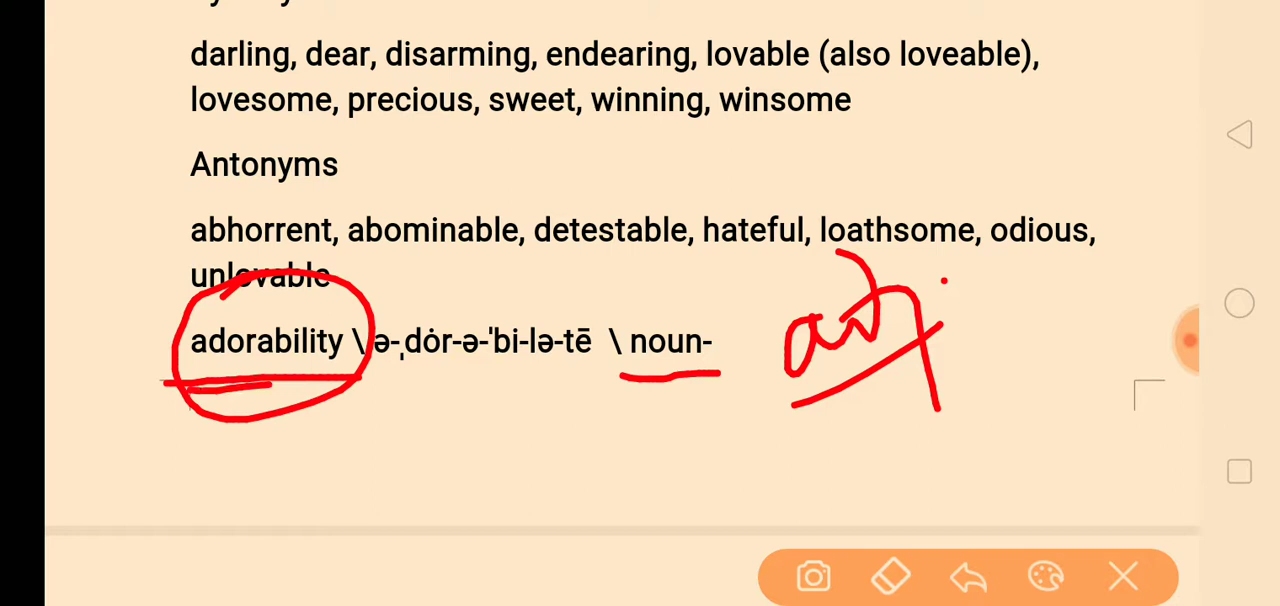 darling, dear, disarming, endearing, lovable (also loveable),
lovesome, precious, sweet, winning, winsome
Antonyms
abhorrent, abominable, detestable, hateful, loathsome, odious,
unlovable
adorability \ ə-ˌdȯr-ə-ˈbi-lə-tē \ noun- adj